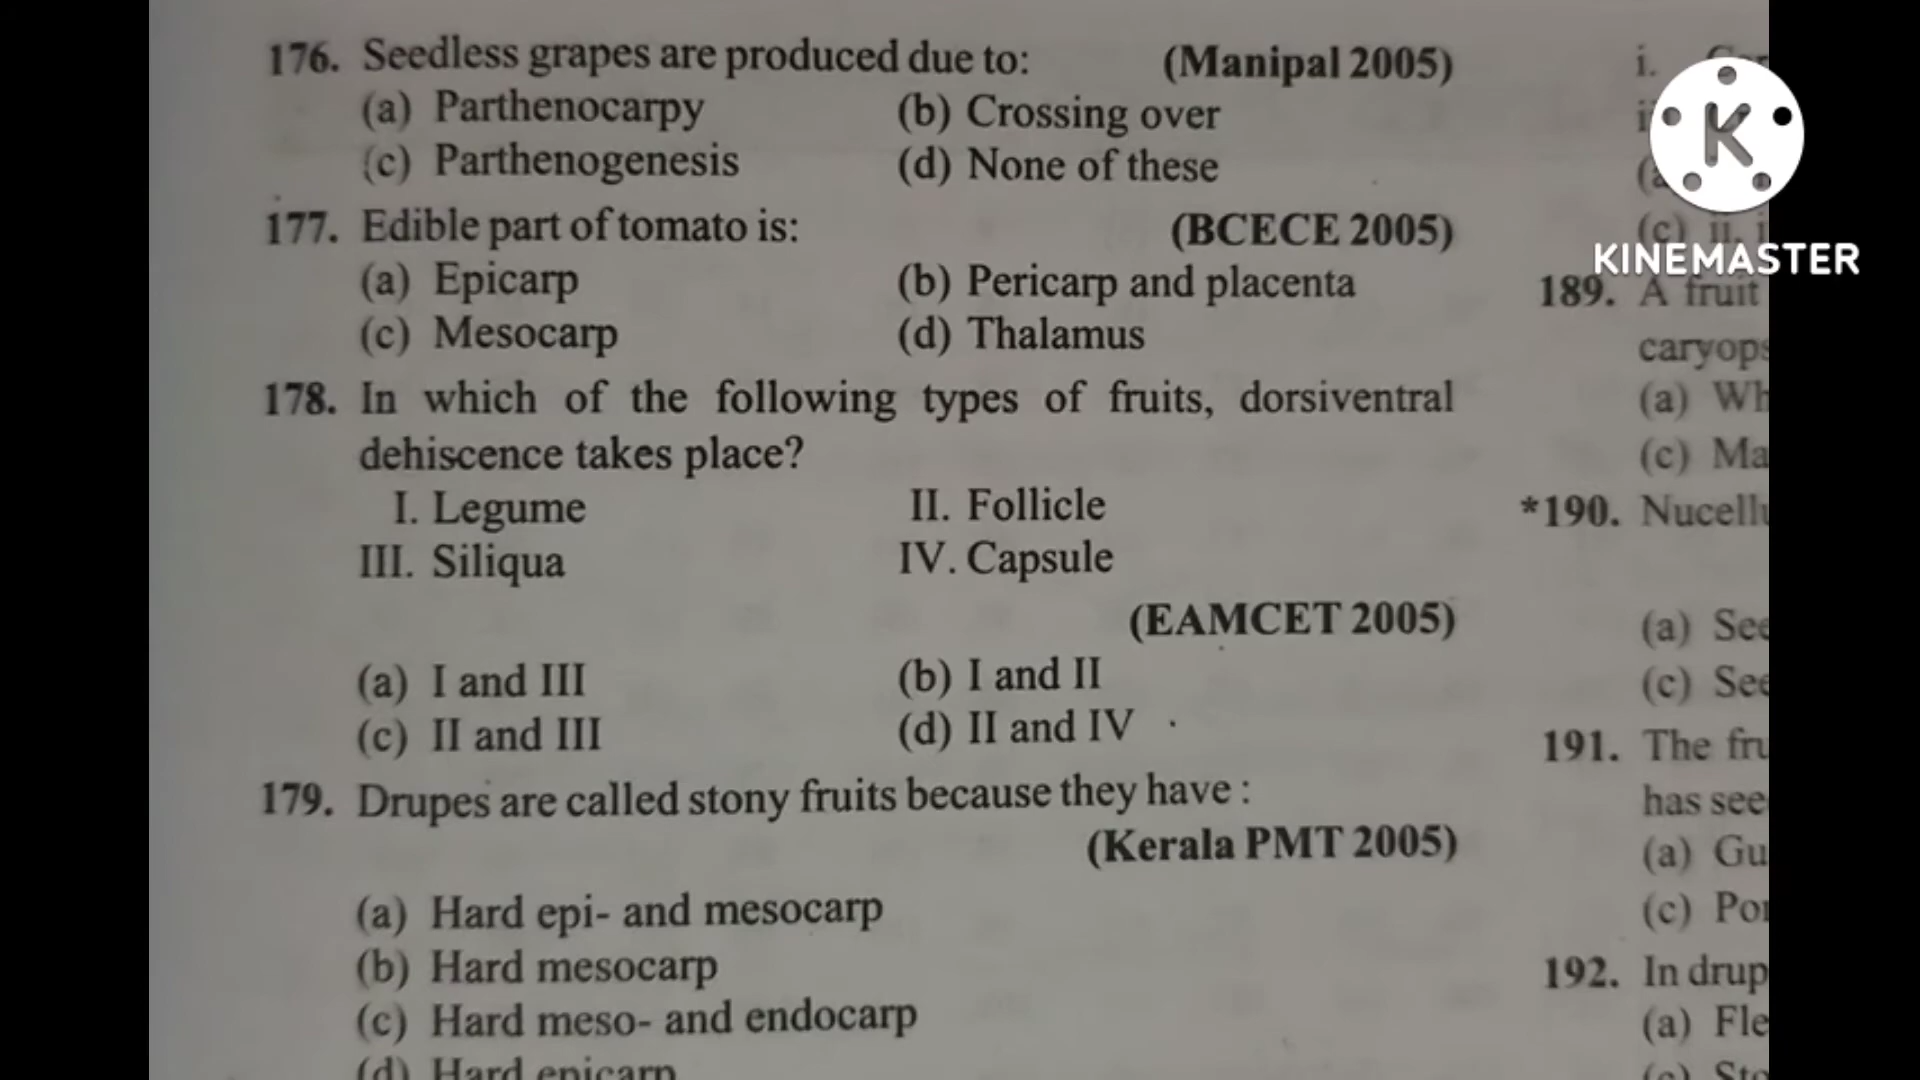 176. Seedless grapes are produced due to: (Manipal 2005)
(a) Parthenocarpy (b) Crossing over
(c) Parthenogenesis (d) None of these
177. Edible part of tomato is: (BCECE 2005)
(a) Epicarp (b) Pericarp and placenta
(c) Mesocarp (d) Thalamus
178. In which of the following types of fruits, dorsiventral
dehiscence takes place?
I. Legume II. Follicle
III. Siliqua IV. Capsule
(EAMCET 2005)
(a) I and III (b) I and II
(c) II and III (d) II and IV
179. Drupes are called stony fruits because they have :
(Kerala PMT 2005)
(a) Hard epi- and mesocarp
(b) Hard mesocarp
(c) Hard meso- and endocarp
(d) Hard epicarp
i.
(c) ii, i
K
KINEMASTER
189. A fruit
(a)
(c)
*190.
(a)
(c)
191. The
has
(a)
(c)
192. In
(a)